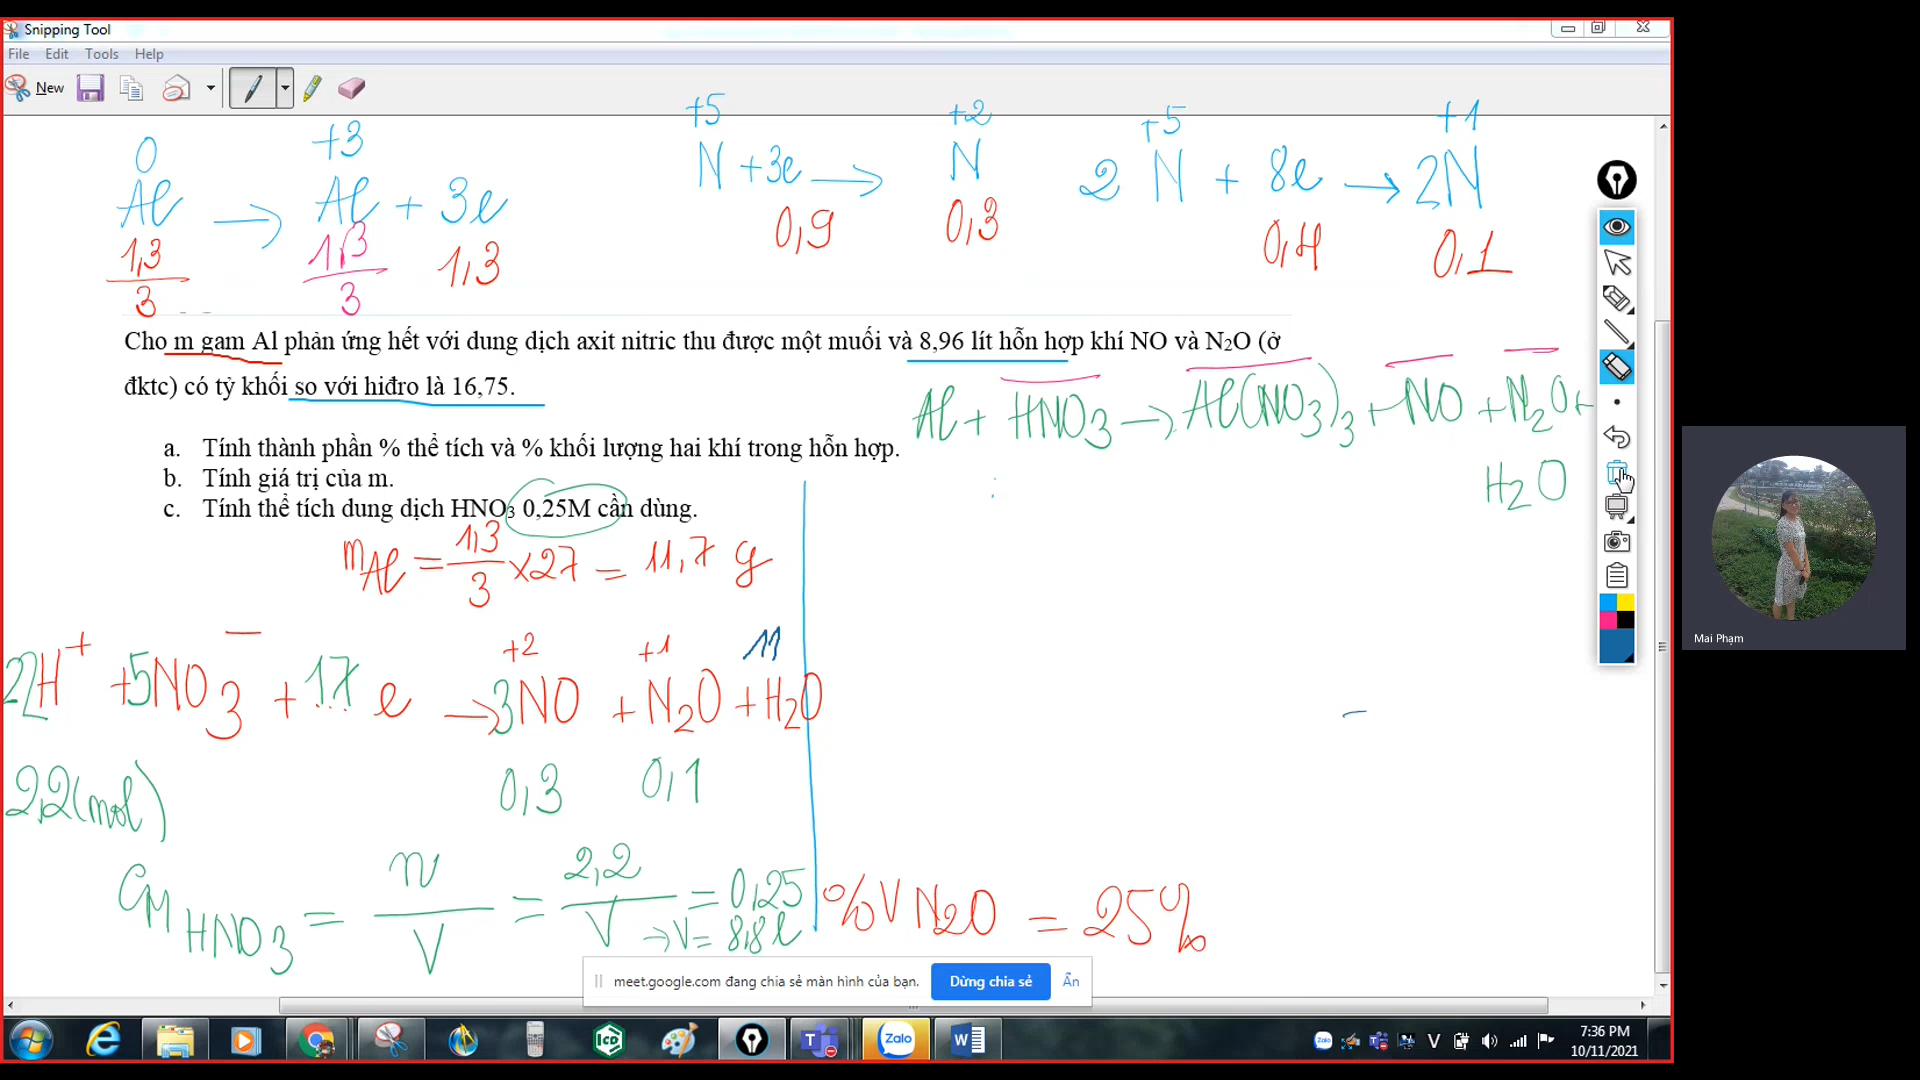 Snipping Tool
File Edit Tools Help
New
0 +3 +5 +2 +5 +1
Al → Al + 3e N + 3e → N 2 N + 8e → 2N
1,3/3 1,3/3 1,3 0,9 0,3 0,4 0,1
Cho m gam Al phản ứng hết với dung dịch axit nitric thu được một muối và 8,96 lít hỗn hợp khí NO và N₂O (ở
đktc) có tỷ khối so với hiđro là 16,75.
Al + HNO3 → Al(NO3)3 + NO + N2O +
H2O
a. Tính thành phần % thể tích và % khối lượng hai khí trong hỗn hợp.
b. Tính giá trị của m.
c. Tính thể tích dung dịch HNO₃ 0,25M cần dùng.
mAl = 1,3/3 × 27 = 11,7 g
+2 +1 11
22H⁺ + 5NO3⁻ + 17 e → 3NO + N2O + H2O
2,2 (mol) 0,3 0,1
CM HNO3 = n/V = 2,2/V = 0,25
→ V = 8,8 l
%V N2O = 25%
meet.google.com đang chia sẻ màn hình của bạn. Dừng chia sẻ Ẩn
Mai Phạm
Zalo
V
7:36 PM
10/11/2021